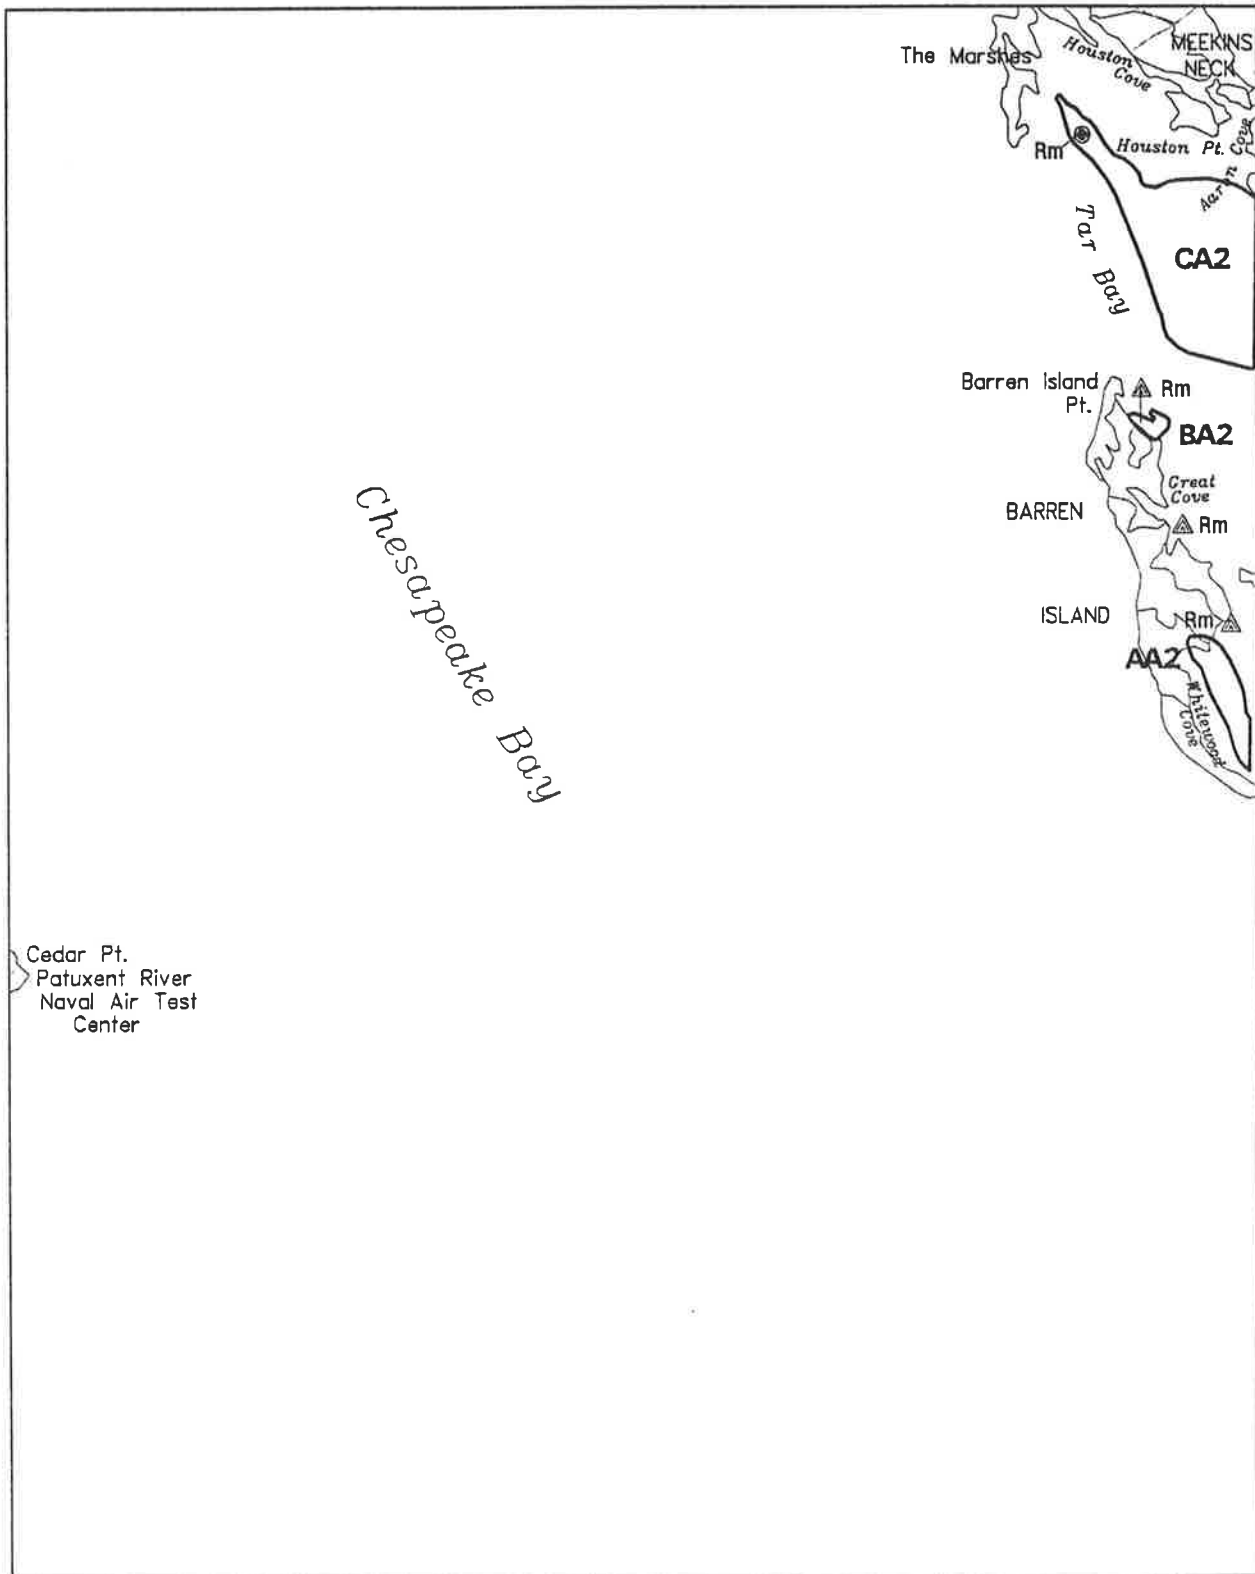 The Marshes
Houston
Cove
MEEKINS
NECK
Rm
Houston Pt.
Aaron Cove
Tar Bay
CA2
Barren Island
Pt.
Rm
BA2
Great
Cove
BARREN
Rm
ISLAND
Rm
AA2
Whitewood
Cove
Chesapeake Bay
Cedar Pt.
Patuxent River
Naval Air Test
Center